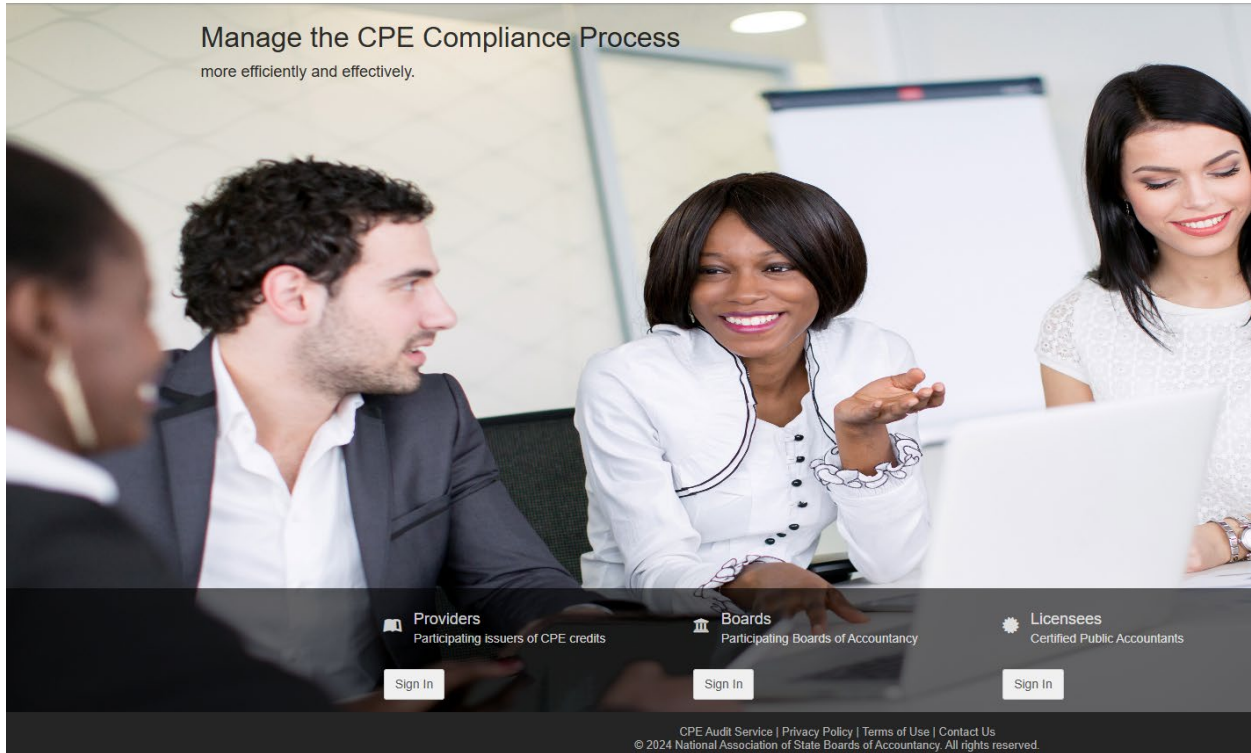 Manage the CPE Compliance Process
more efficiently and effectively.
Providers
Participating issuers of CPE credits
Sign In
Boards
Participating Boards of Accountancy
Sign In
Licensees
Certified Public Accountants
Sign In
CPE Audit Service | Privacy Policy | Terms of Use | Contact Us
© 2024 National Association of State Boards of Accountancy. All rights reserved.